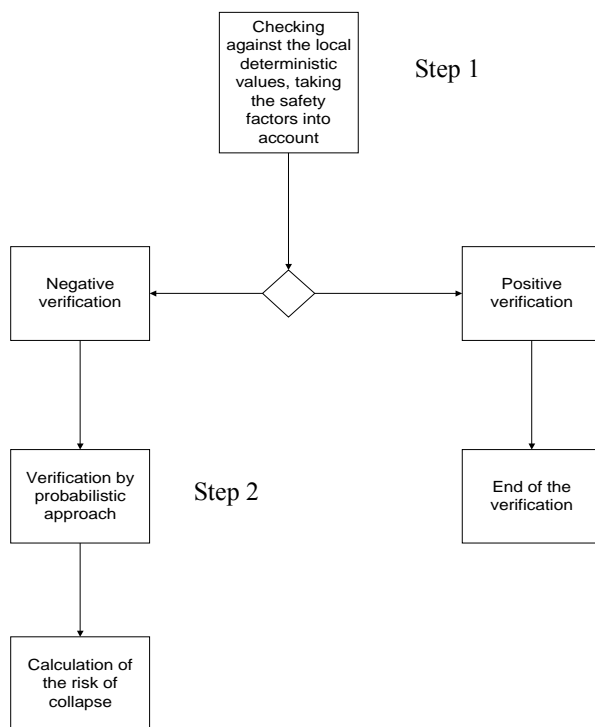 Checking
against the local
deterministic
values, taking
the safety
factors into
account
Step 1
Negative
verification
Positive
verification
Verification by
probabilistic
approach
Step 2
End of the
verification
Calculation of
the risk of
collapse